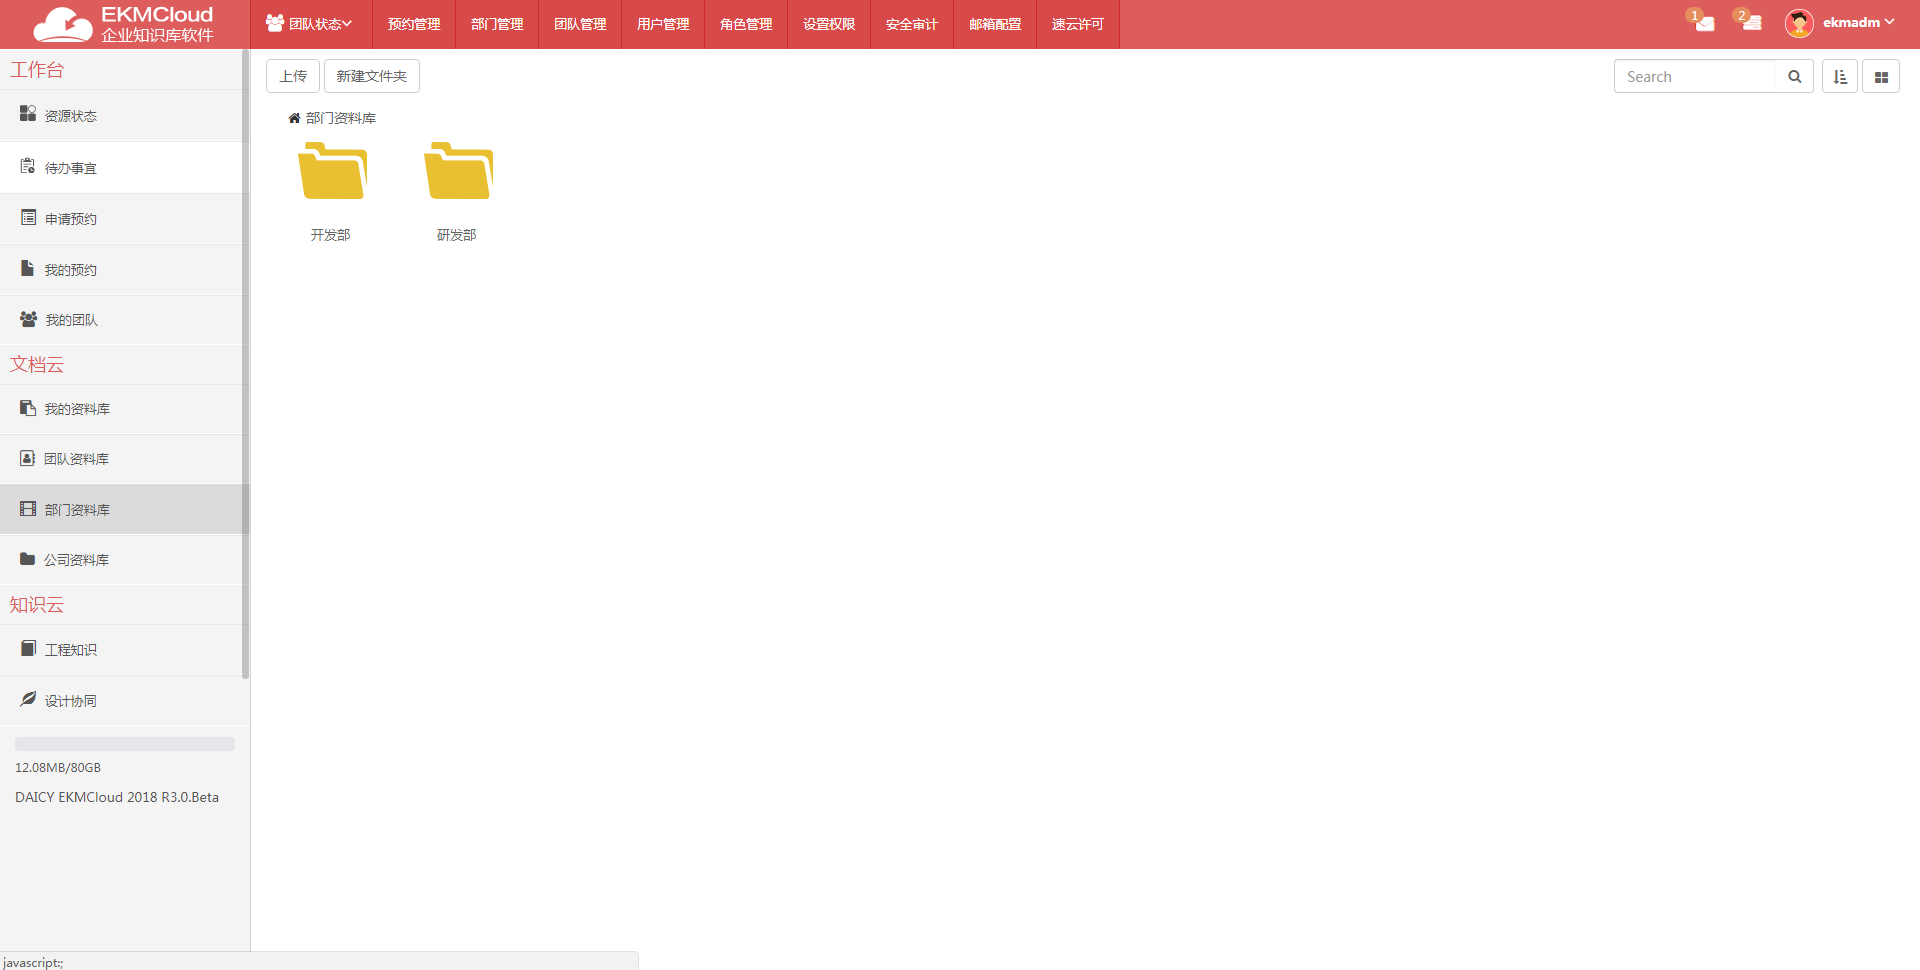 EKMCloud
企业知识库软件
团队状态
预约管理
部门管理
团队管理
用户管理
角色管理
设置权限
安全审计
邮箱配置
速云许可
1
2
ekmadm
工作台
资源状态
待办事宜
申请预约
我的预约
我的团队
文档云
我的资料库
团队资料库
部门资料库
公司资料库
知识云
工程知识
设计协同
12.08MB/80GB
DAICY EKMCloud 2018 R3.0.Beta
上传
新建文件夹
Search
部门资料库
开发部
研发部
javascript:;